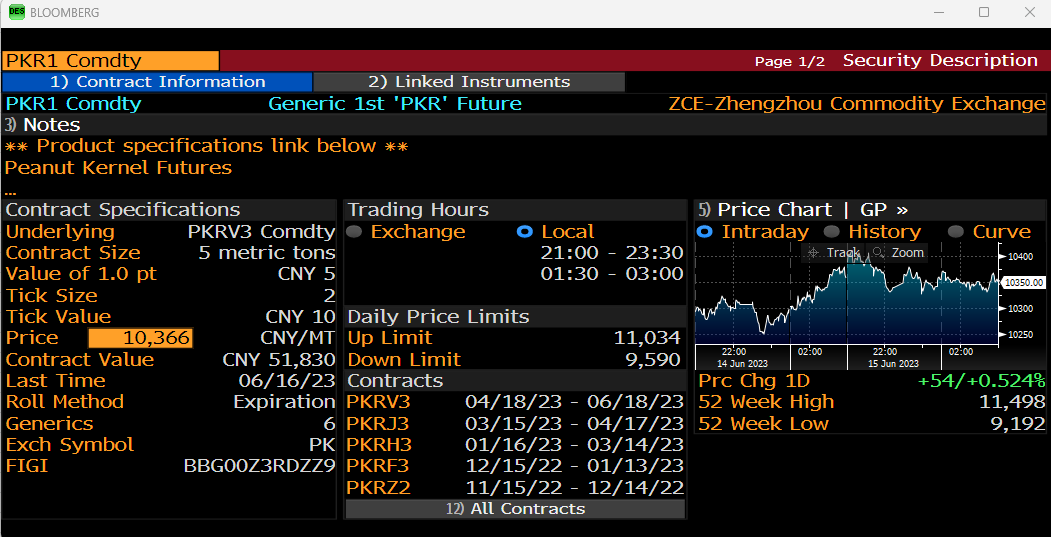 DES BLOOMBERG
PKR1 Comdty Page 1/2 Security Description
1) Contract Information 2) Linked Instruments
PKR1 Comdty Generic 1st 'PKR' Future ZCE-Zhengzhou Commodity Exchange
3) Notes
** Product specifications link below **
Peanut Kernel Futures
...
Contract Specifications
Underlying PKRV3 Comdty
Contract Size 5 metric tons
Value of 1.0 pt CNY 5
Tick Size 2
Tick Value CNY 10
Price 10,366 CNY/MT
Contract Value CNY 51,830
Last Time 06/16/23
Roll Method Expiration
Generics 6
Exch Symbol PK
FIGI BBG00Z3RDZZ9
Trading Hours
Exchange Local
21:00 - 23:30
01:30 - 03:00
Daily Price Limits
Up Limit 11,034
Down Limit 9,590
Contracts
PKRV3 04/18/23 - 06/18/23
PKRJ3 03/15/23 - 04/17/23
PKRH3 01/16/23 - 03/14/23
PKRF3 12/15/22 - 01/13/23
PKRZ2 11/15/22 - 12/14/22
12) All Contracts
5) Price Chart | GP »
Intraday History Curve
Track Zoom
10400
10350.00
10300
10250
22:00 02:00 22:00 02:00
14 Jun 2023 15 Jun 2023
Prc Chg 1D +54/+0.524%
52 Week High 11,498
52 Week Low 9,192